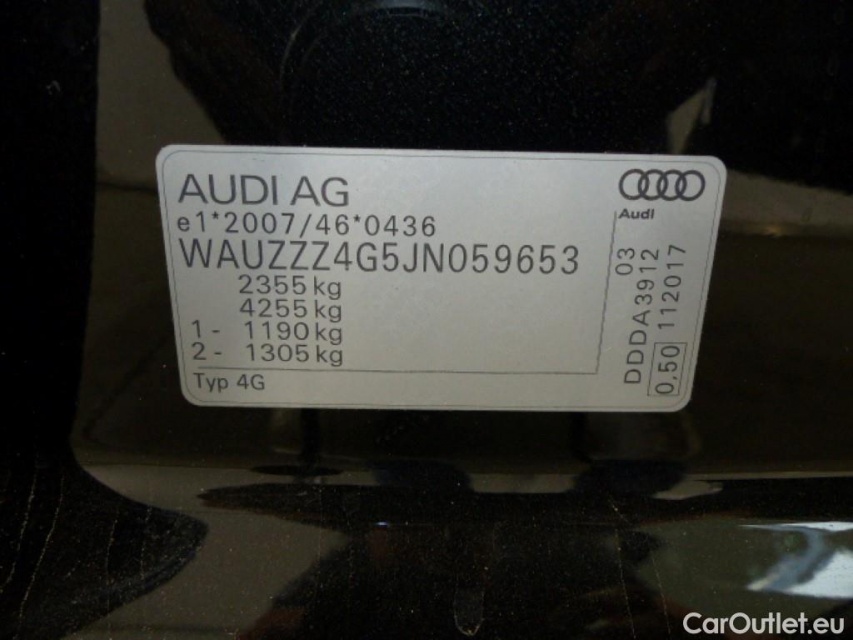 AUDI AG
e1*2007/46*0436
WAUZZZ4G5JN059653
2355 kg
4255 kg
1 - 1190 kg
2 - 1305 kg
Typ 4G
Audi
03
DDDA3912
0,50 112017
CarOutlet.eu